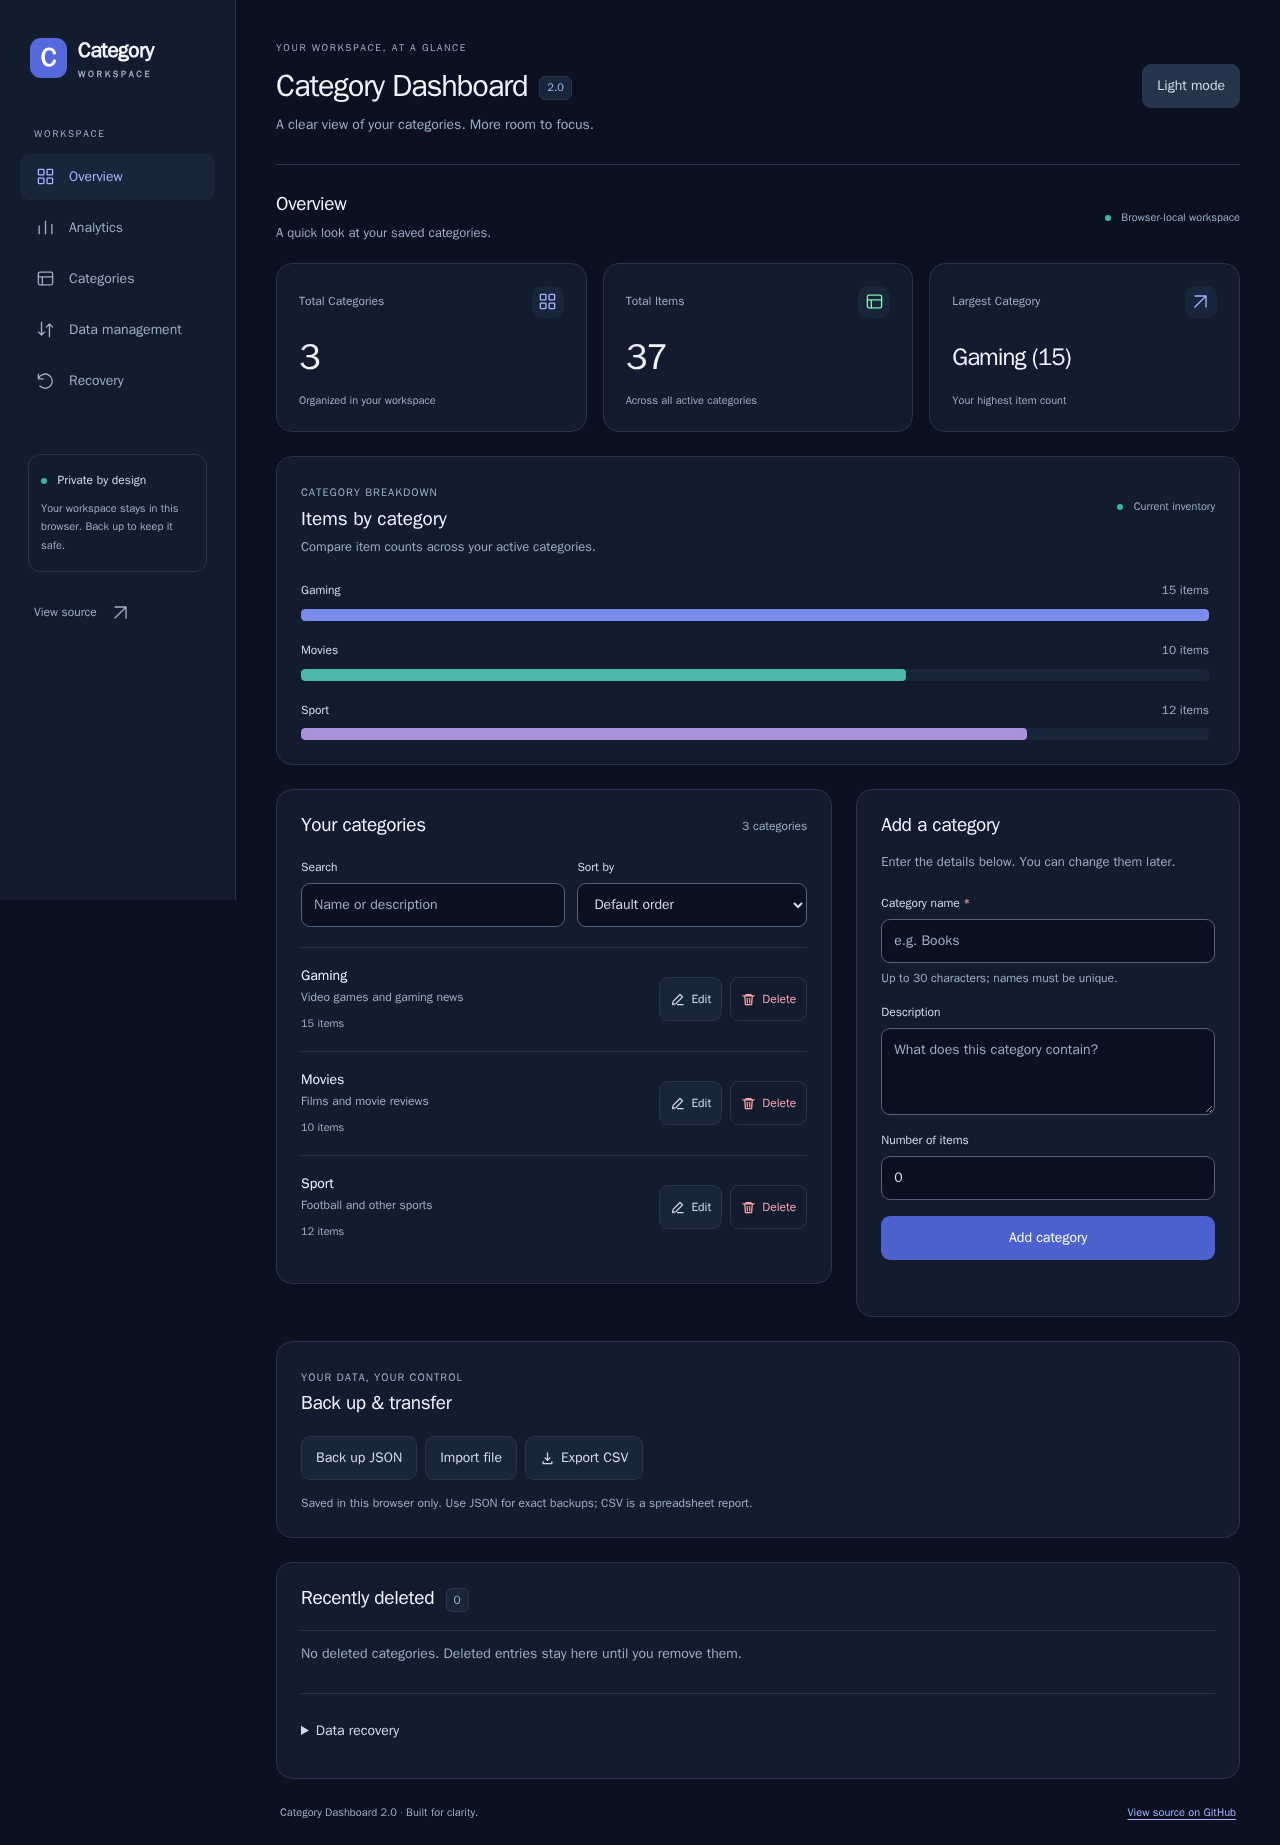 C
Category
WORKSPACE
WORKSPACE
Overview
Analytics
Categories
Data management
Recovery
Private by design
Your workspace stays in this
browser. Back up to keep it
safe.
View source
YOUR WORKSPACE, AT A GLANCE
Category Dashboard 2.0
A clear view of your categories. More room to focus.
Light mode
Overview
A quick look at your saved categories.
Browser-local workspace
Total Categories
3
Organized in your workspace
Total Items
37
Across all active categories
Largest Category
Gaming (15)
Your highest item count
CATEGORY BREAKDOWN
Items by category
Compare item counts across your active categories.
Current inventory
Gaming 15 items
Movies 10 items
Sport 12 items
Your categories 3 categories
Search
Name or description
Sort by
Default order
Gaming
Video games and gaming news
15 items
Edit Delete
Movies
Films and movie reviews
10 items
Edit Delete
Sport
Football and other sports
12 items
Edit Delete
Add a category
Enter the details below. You can change them later.
Category name *
e.g. Books
Up to 30 characters; names must be unique.
Description
What does this category contain?
Number of items
0
Add category
YOUR DATA, YOUR CONTROL
Back up & transfer
Back up JSON Import file Export CSV
Saved in this browser only. Use JSON for exact backups; CSV is a spreadsheet report.
Recently deleted 0
No deleted categories. Deleted entries stay here until you remove them.
Data recovery
Category Dashboard 2.0 · Built for clarity.
View source on GitHub